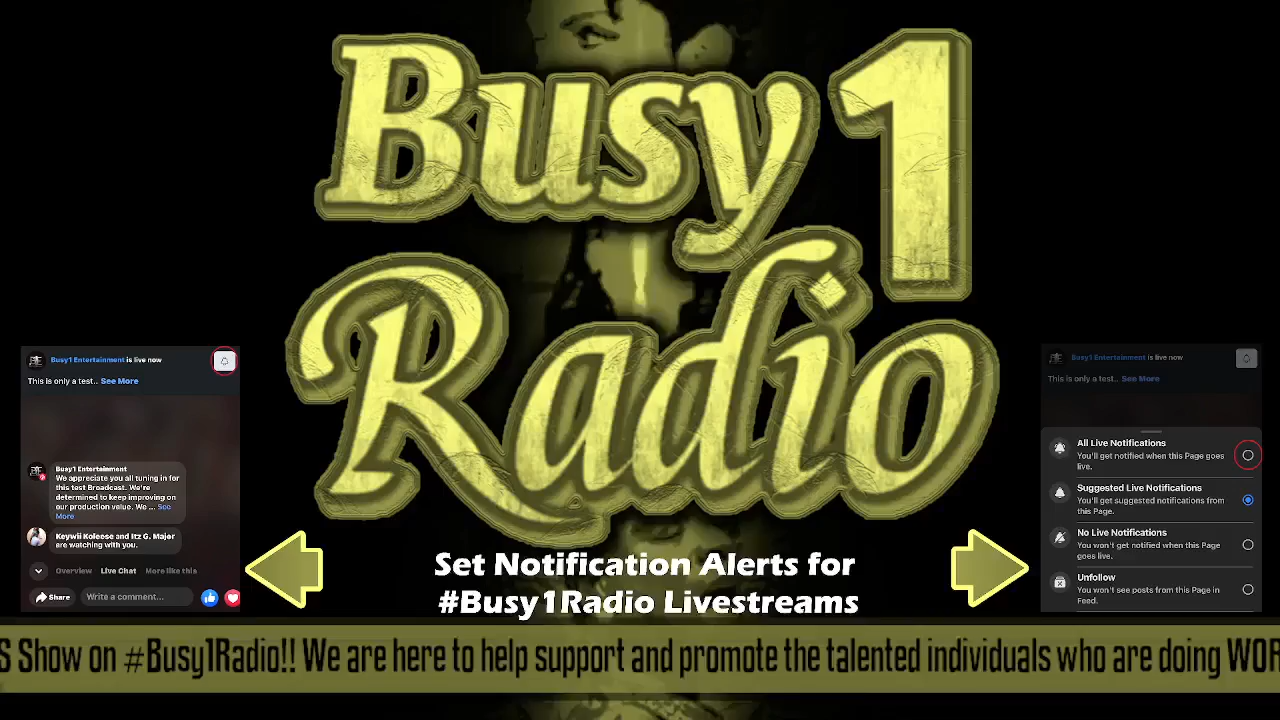 Busy 1
Radio
Busy1 Entertainment is live now
This is only a test.. See More
Busy1 Entertainment
We appreciate you all tuning in for
this test Broadcast. We're
determined to keep improving on
our production value. We ... See
More
Keywii Koleese and Itz G. Major
are watching with you.
Overview Live Chat More like this
Share Write a comment...
Set Notification Alerts for
#Busy1Radio Livestreams
Busy1 Entertainment is live now
This is only a test.. See More
All Live Notifications
You'll get notified when this Page goes
live.
Suggested Live Notifications
You'll get suggested notifications from
this Page.
No Live Notifications
You won't get notified when this Page
goes live.
Unfollow
You won't see posts from this Page in
Feed.
S Show on #Busy1Radio!! We are here to help support and promote the talented individuals who are doing WOR